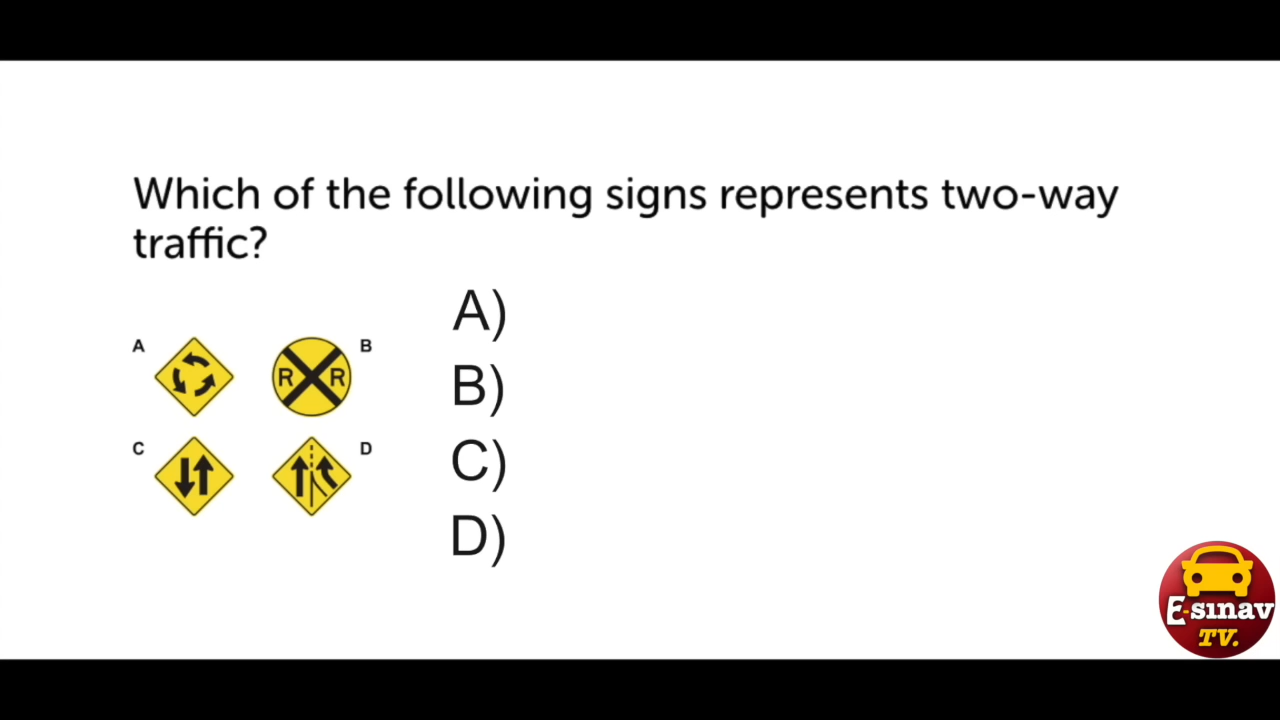 Which of the following signs represents two-way
traffic?
A)
B)
C)
D)
A
B
R R
C
D
E-sınav
TV.